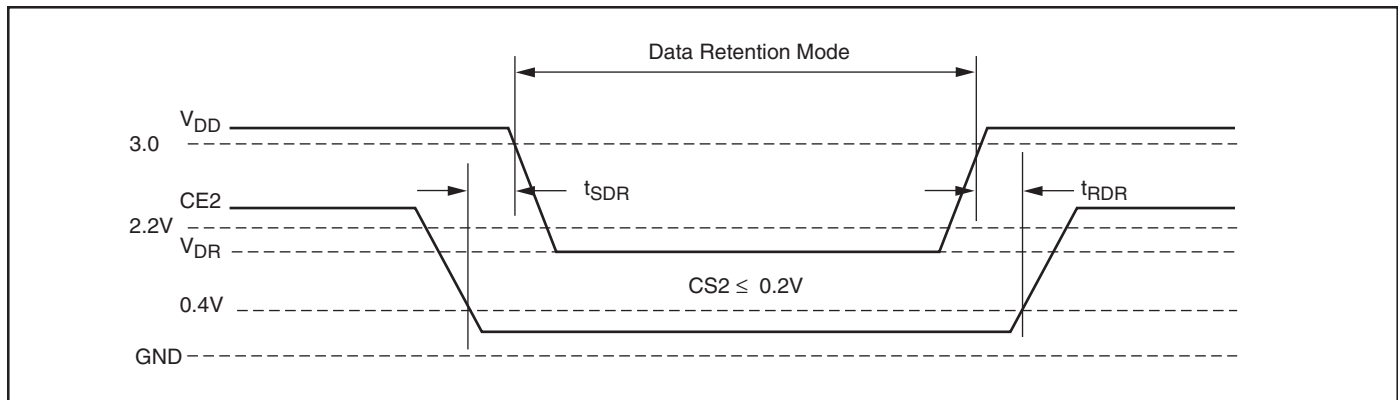 Data Retention Mode
VDD
3.0
tSDR
tRDR
CE2
2.2V
VDR
CS2 ≤ 0.2V
0.4V
GND